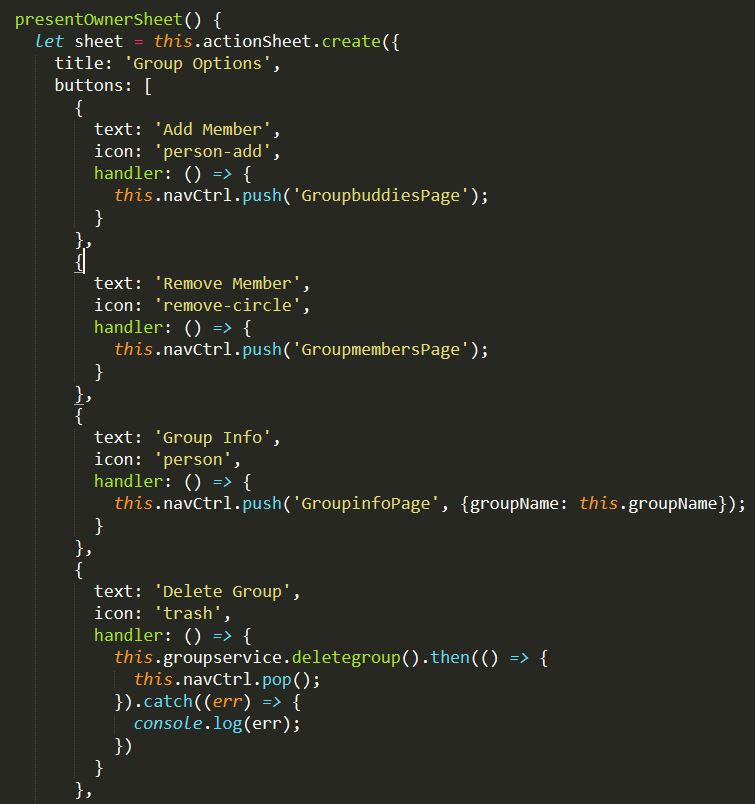 presentOwnerSheet() {
  let sheet = this.actionSheet.create({
    title: 'Group Options',
    buttons: [
      {
        text: 'Add Member',
        icon: 'person-add',
        handler: () => {
          this.navCtrl.push('GroupbuddiesPage');
        }
      },
      {
        text: 'Remove Member',
        icon: 'remove-circle',
        handler: () => {
          this.navCtrl.push('GroupmembersPage');
        }
      },
      {
        text: 'Group Info',
        icon: 'person',
        handler: () => {
          this.navCtrl.push('GroupinfoPage', {groupName: this.groupName});
        }
      },
      {
        text: 'Delete Group',
        icon: 'trash',
        handler: () => {
          this.groupservice.deletegroup().then(() => {
            this.navCtrl.pop();
          }).catch((err) => {
            console.log(err);
          })
        }
      },